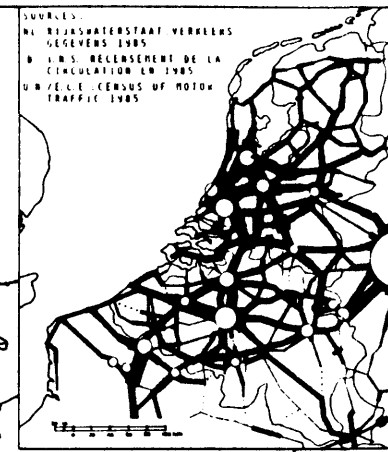 SOURCES:
NL RIJKSWATERSTAAT VERKEERS
GEGEVENS 1985
B I.N.S. RECENSEMENT DE LA
CIRCULATION EN 1985
U.N./E.C.E. CENSUS OF MOTOR
TRAFFIC 1985